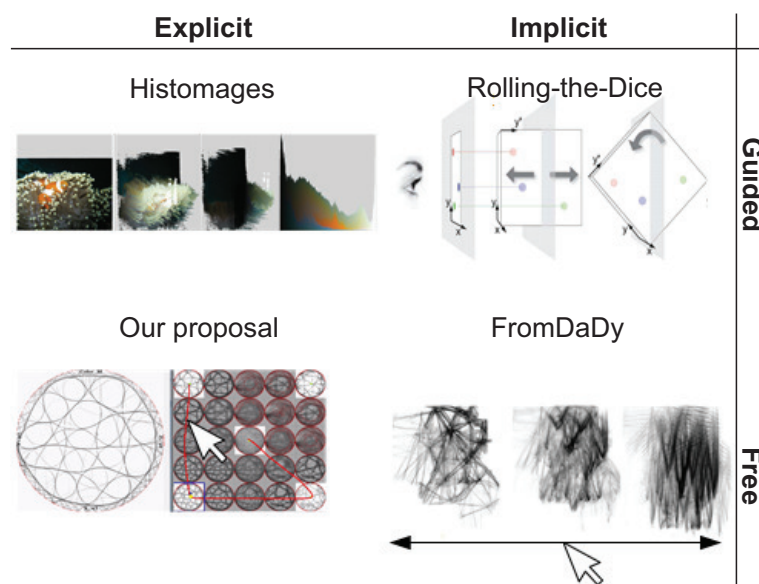 Explicit
Implicit
Histomages
Rolling-the-Dice
Guided
Our proposal
FromDaDy
Free